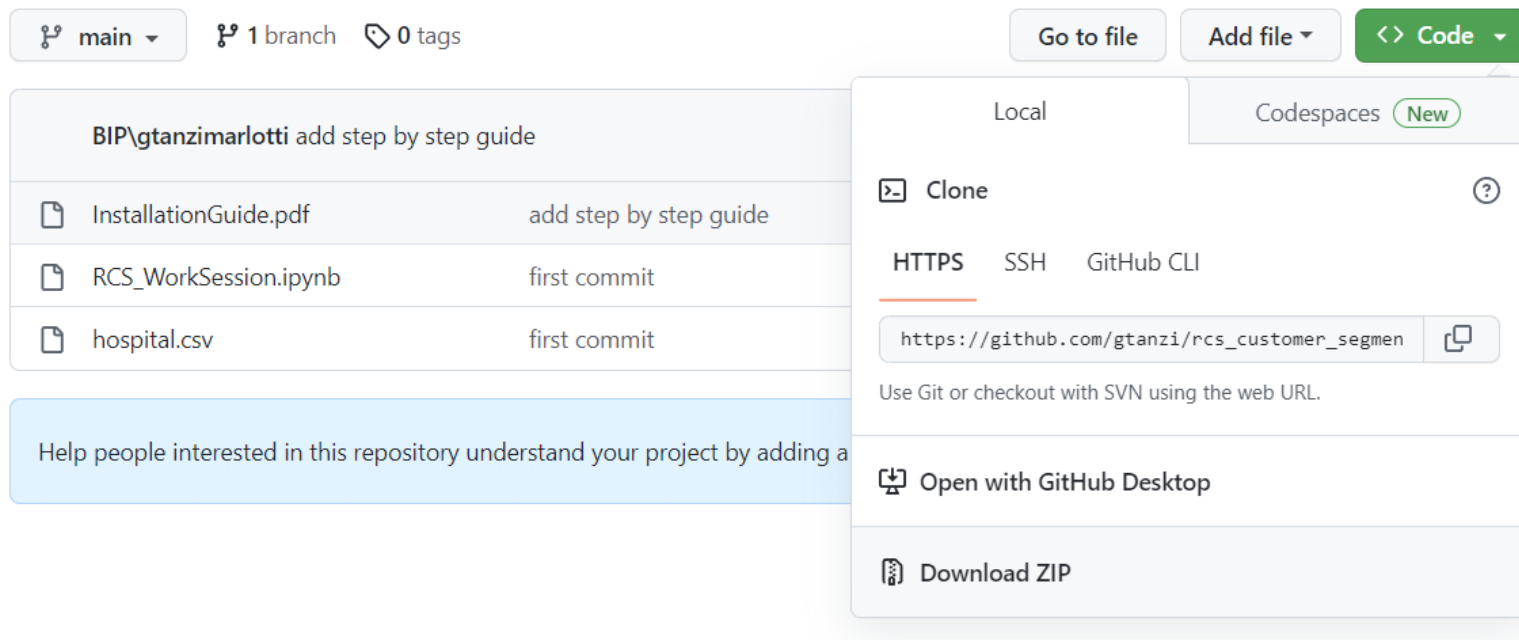 main
1 branch
0 tags
Go to file
Add file
Code
BIP\gtanzimarlotti add step by step guide
InstallationGuide.pdf add step by step guide
RCS_WorkSession.ipynb first commit
hospital.csv first commit
Help people interested in this repository understand your project by adding a
Local
Codespaces New
Clone
HTTPS SSH GitHub CLI
https://github.com/gtanzi/rcs_customer_segmen
Use Git or checkout with SVN using the web URL.
Open with GitHub Desktop
Download ZIP